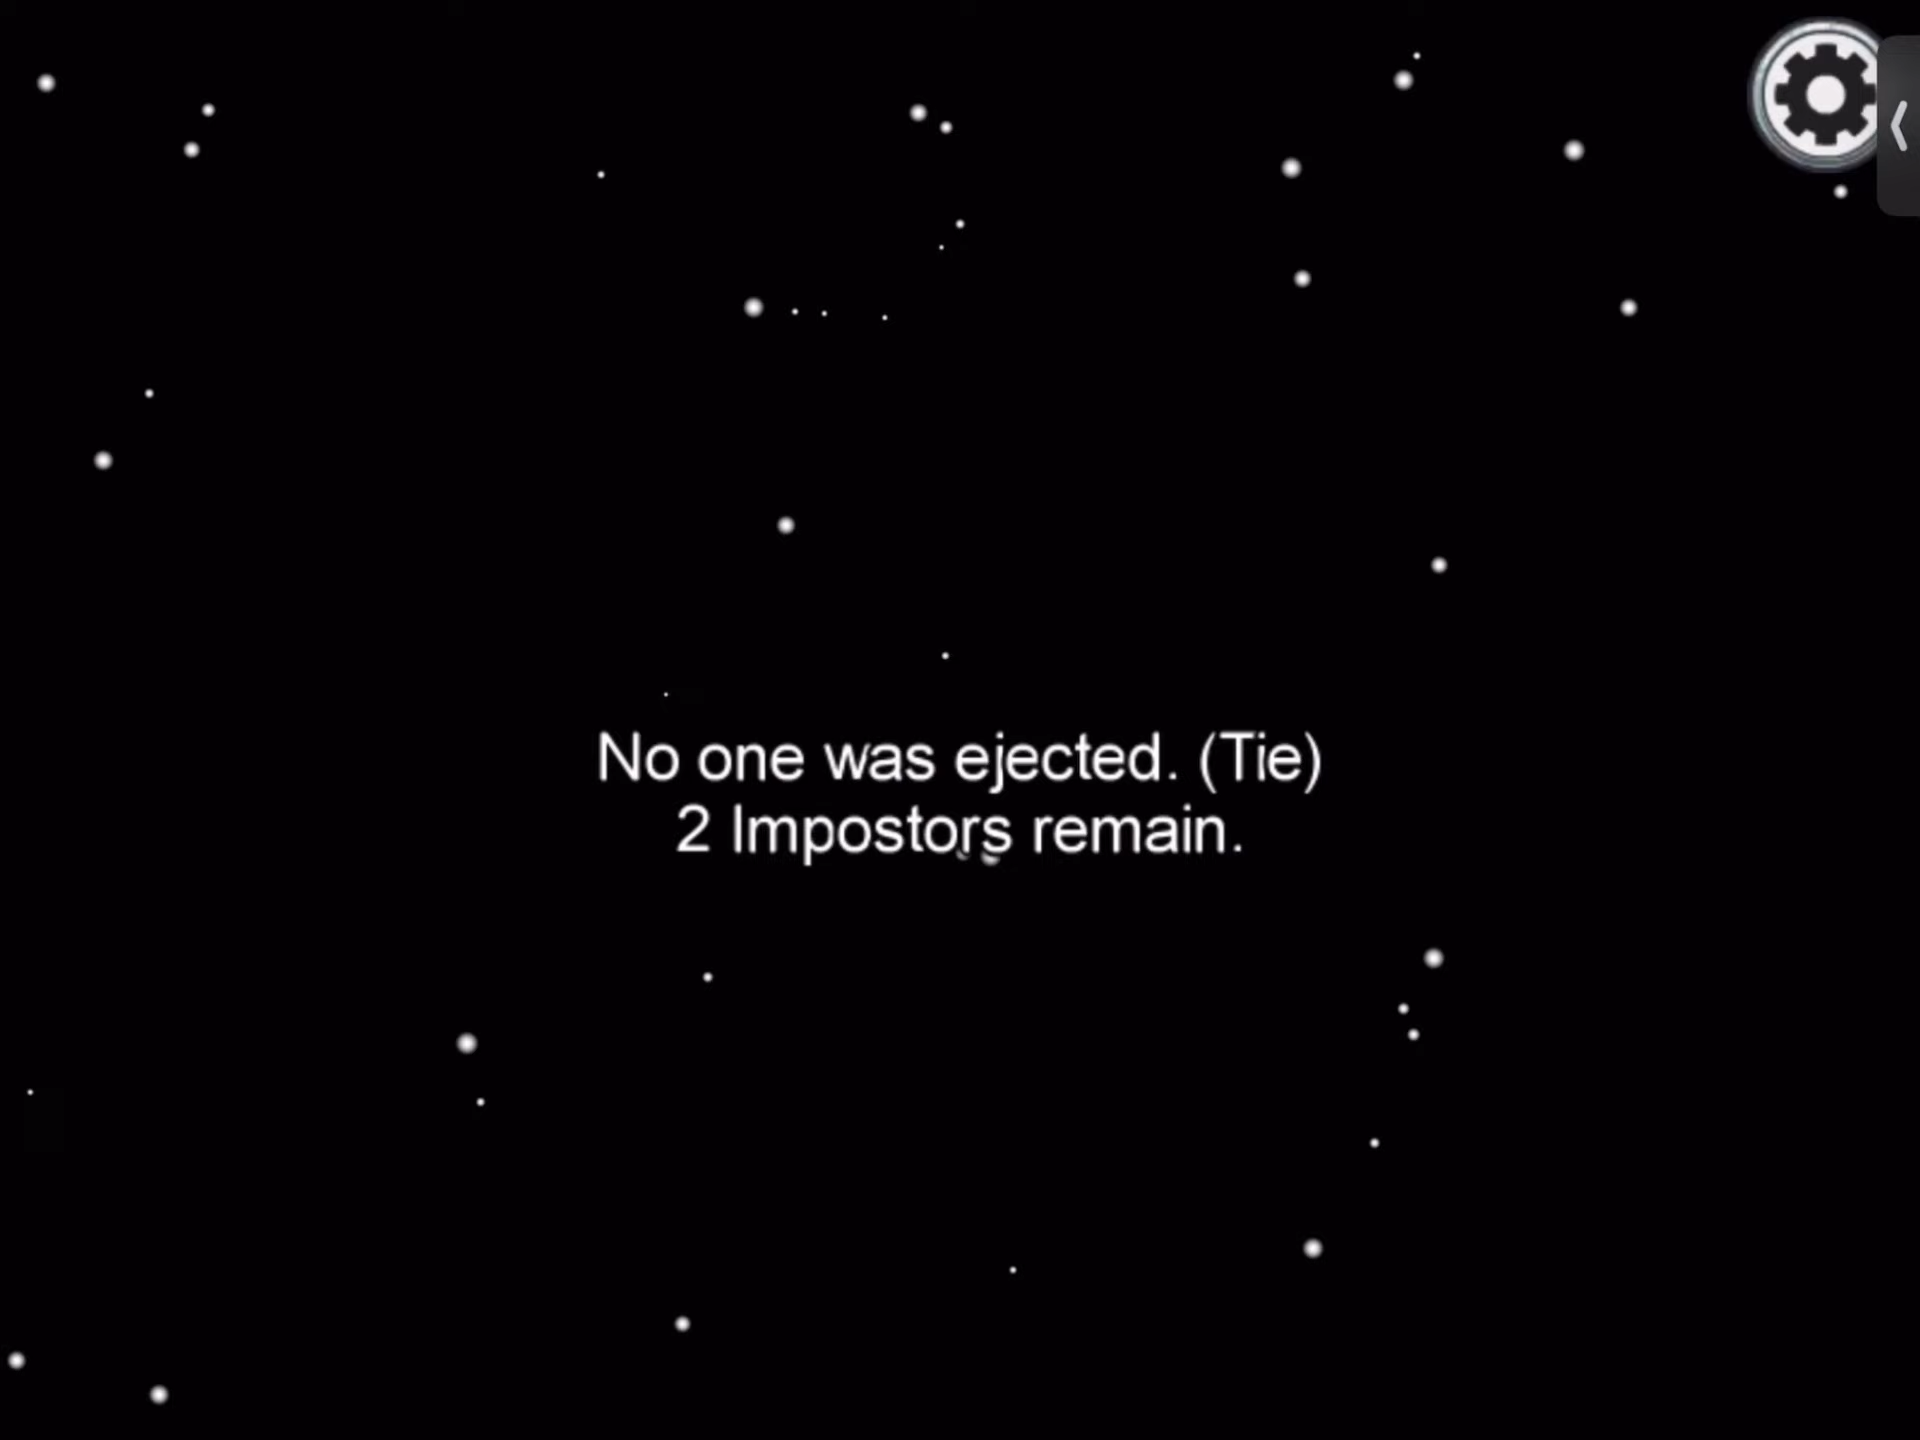 No one was ejected. (Tie)
2 Impostors remain.